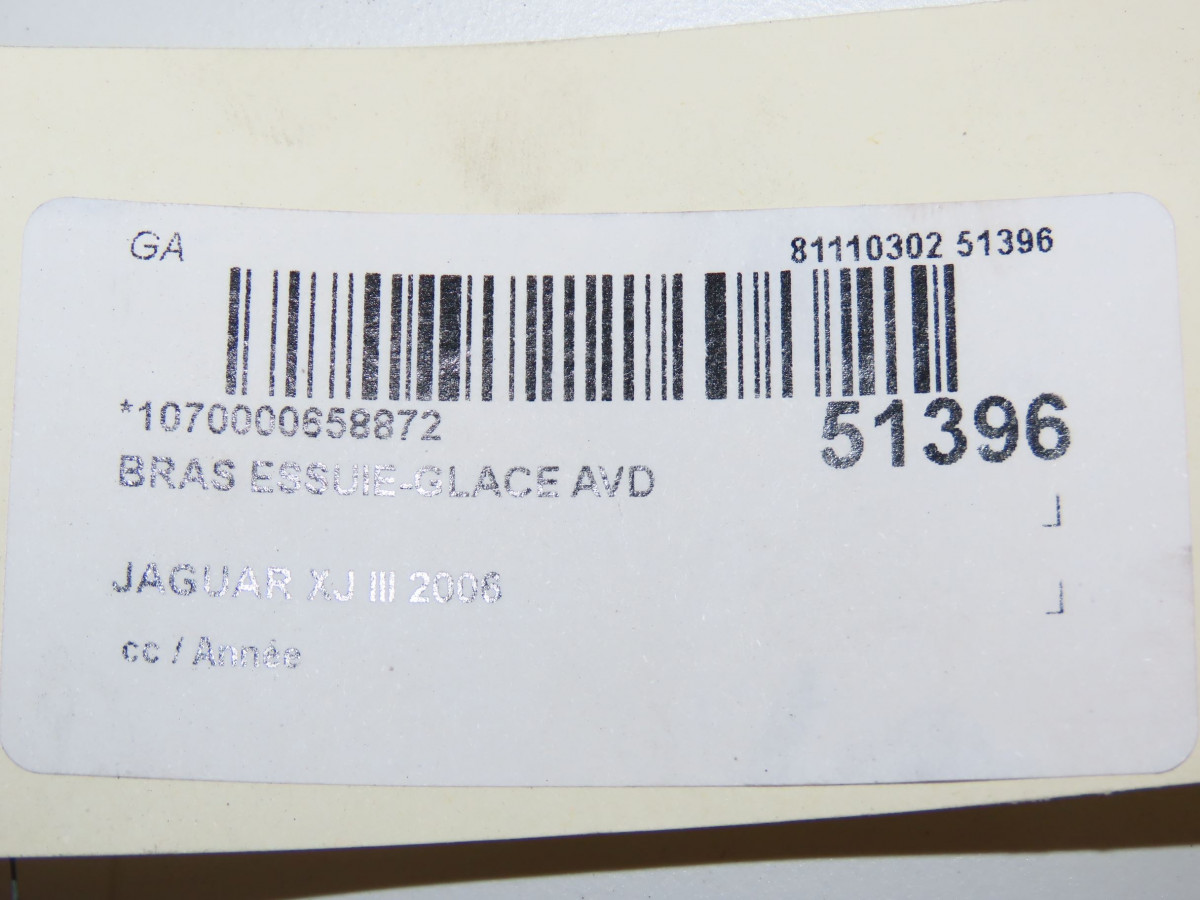 GA
81110302 51396
*1070000658872
51396
BRAS ESSUIE-GLACE AVD
JAGUAR XJ III 2006
cc / Année